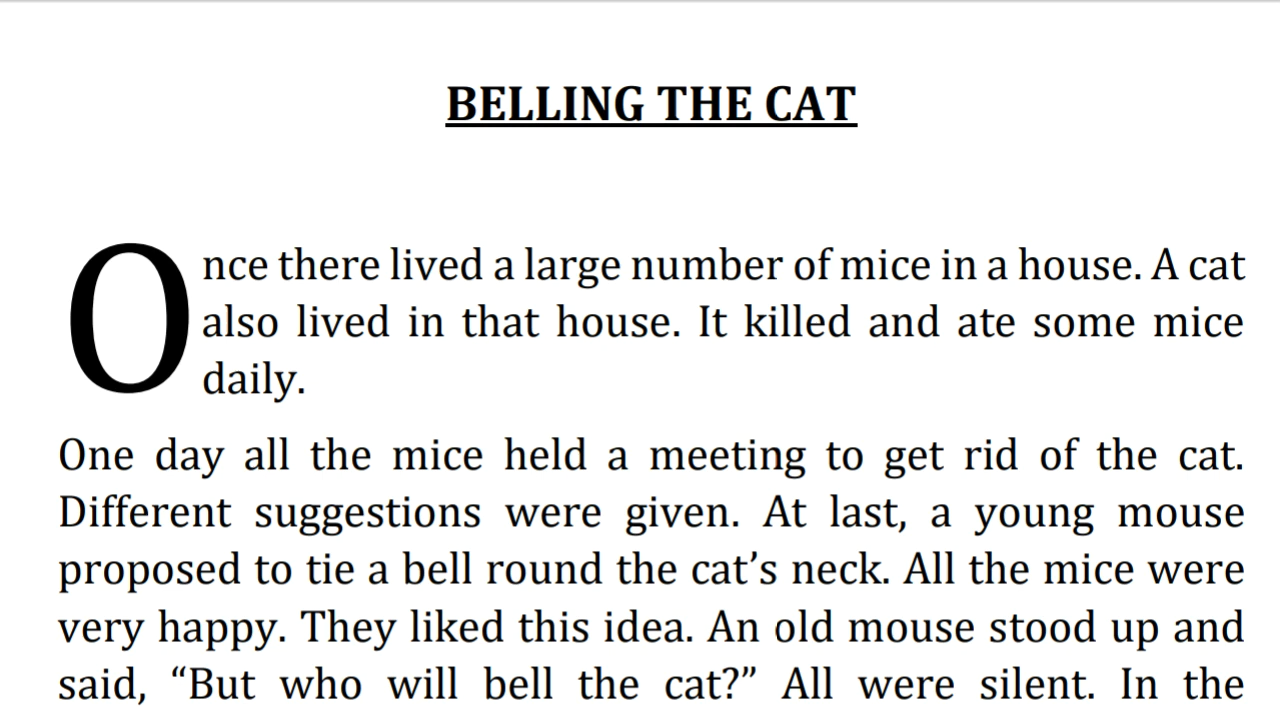 BELLING THE CAT
Once there lived a large number of mice in a house. A cat
also lived in that house. It killed and ate some mice
daily.
One day all the mice held a meeting to get rid of the cat.
Different suggestions were given. At last, a young mouse
proposed to tie a bell round the cat’s neck. All the mice were
very happy. They liked this idea. An old mouse stood up and
said, “But who will bell the cat?” All were silent. In the